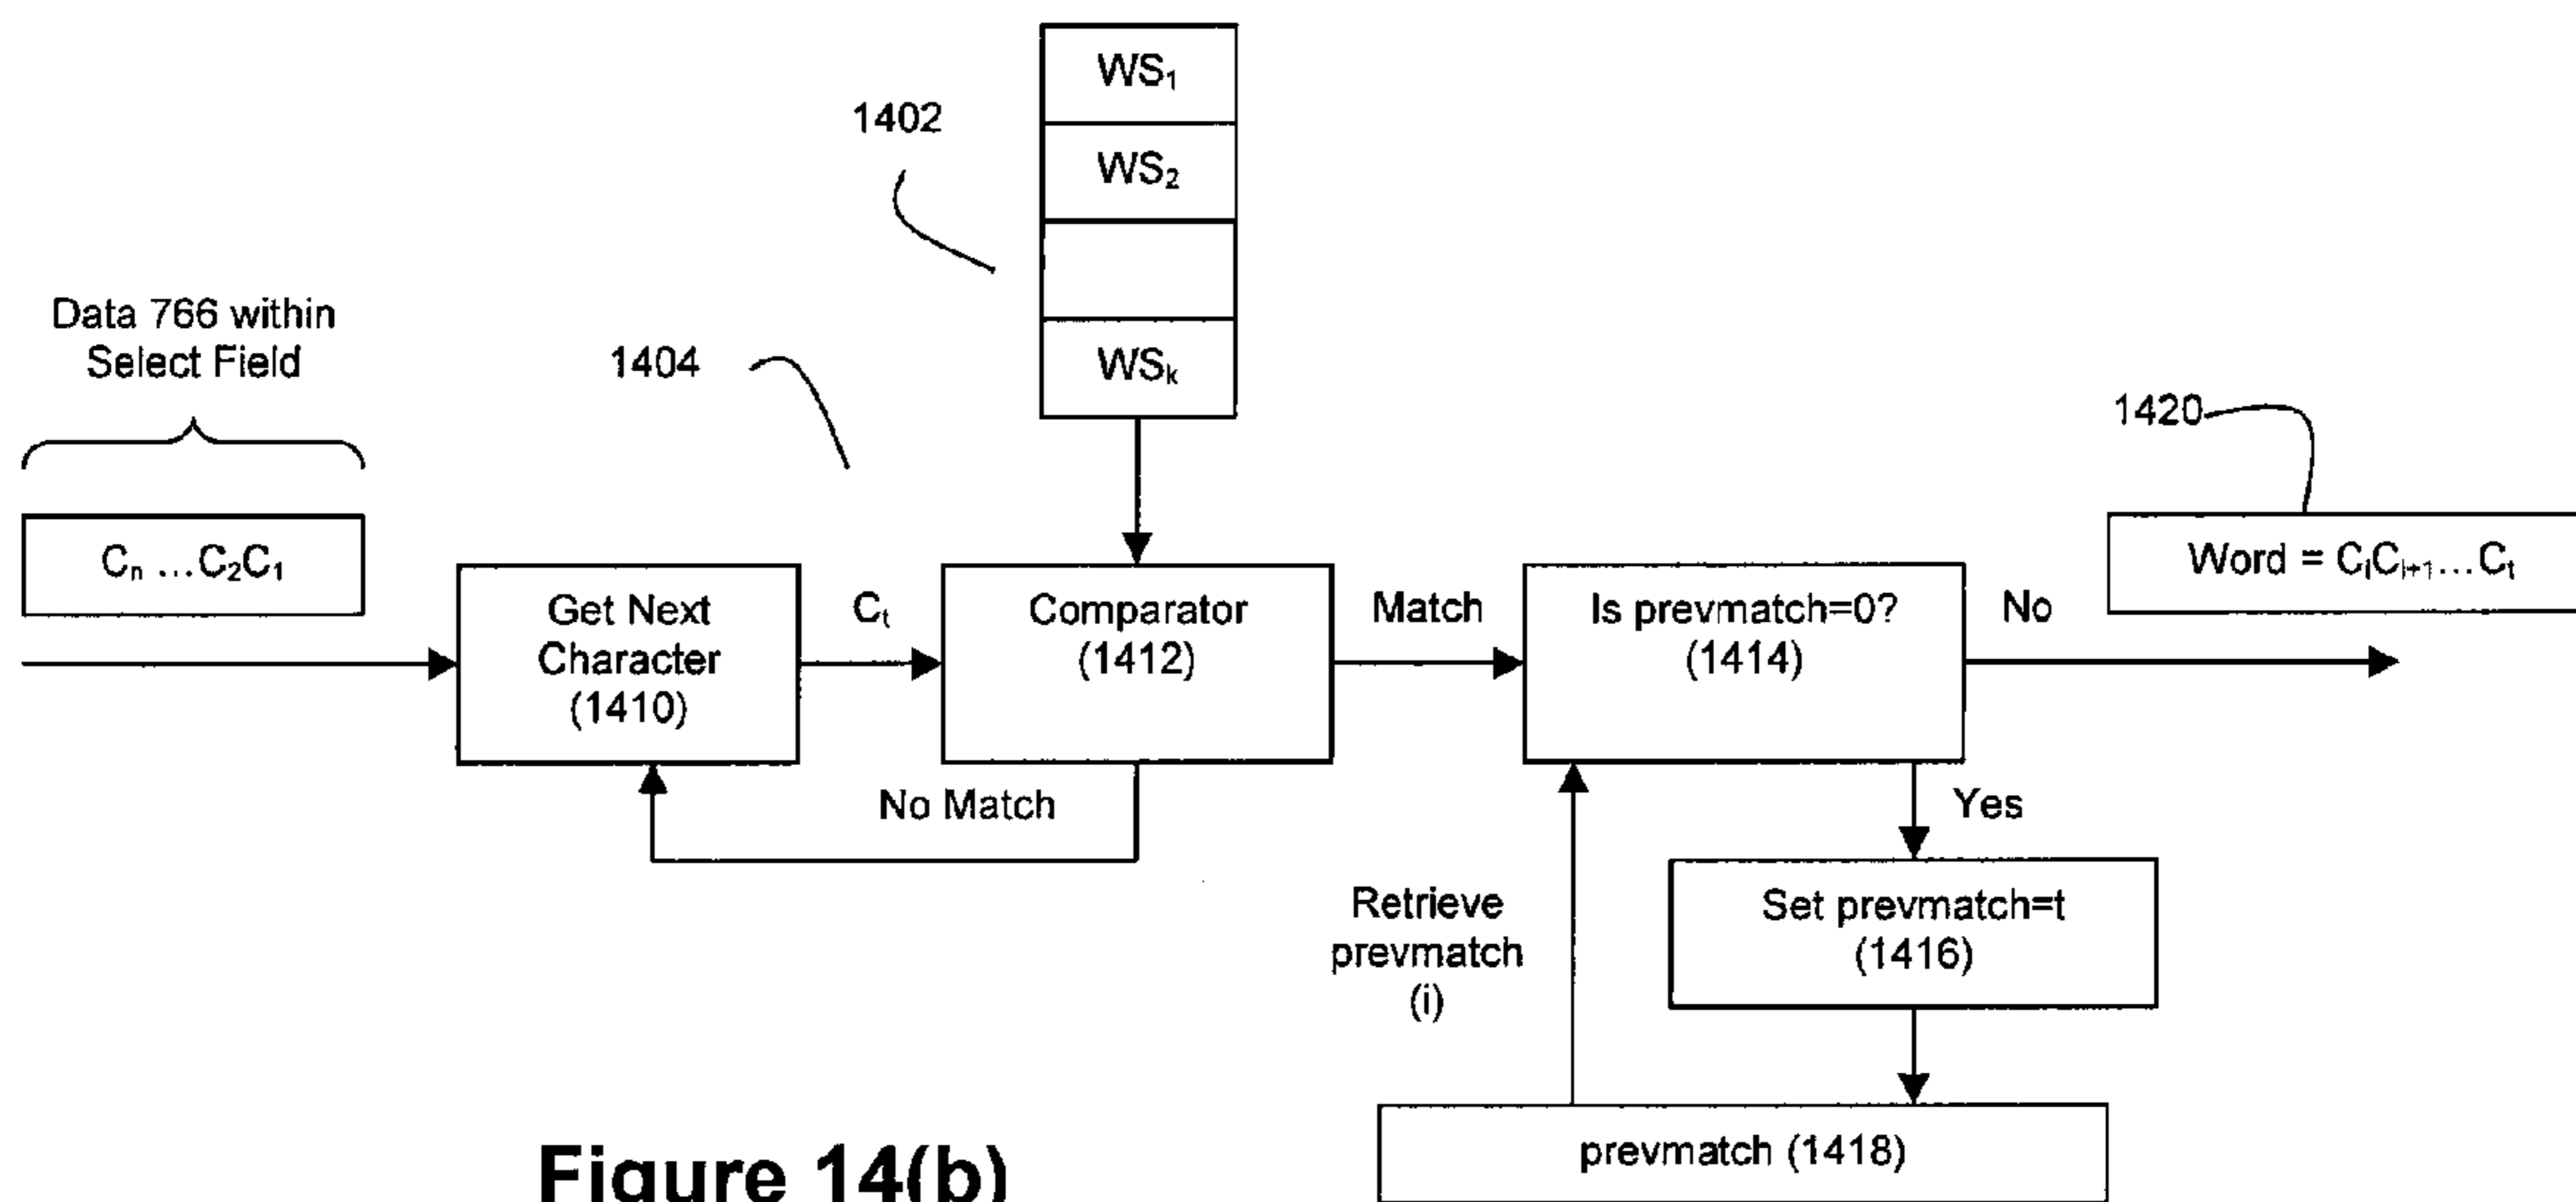 WS₁
1402
WS₂
Data 766 within
Select Field
1404
WSₖ
1420
Cₙ ...C₂C₁
Word = CᵢCᵢ₊₁...Cₜ
Get Next
Character
(1410)
Cₜ
Comparator
(1412)
Match
Is prevmatch=0?
(1414)
No
No Match
Yes
Retrieve
prevmatch
(i)
Set prevmatch=t
(1416)
prevmatch (1418)
Figure 14(b)